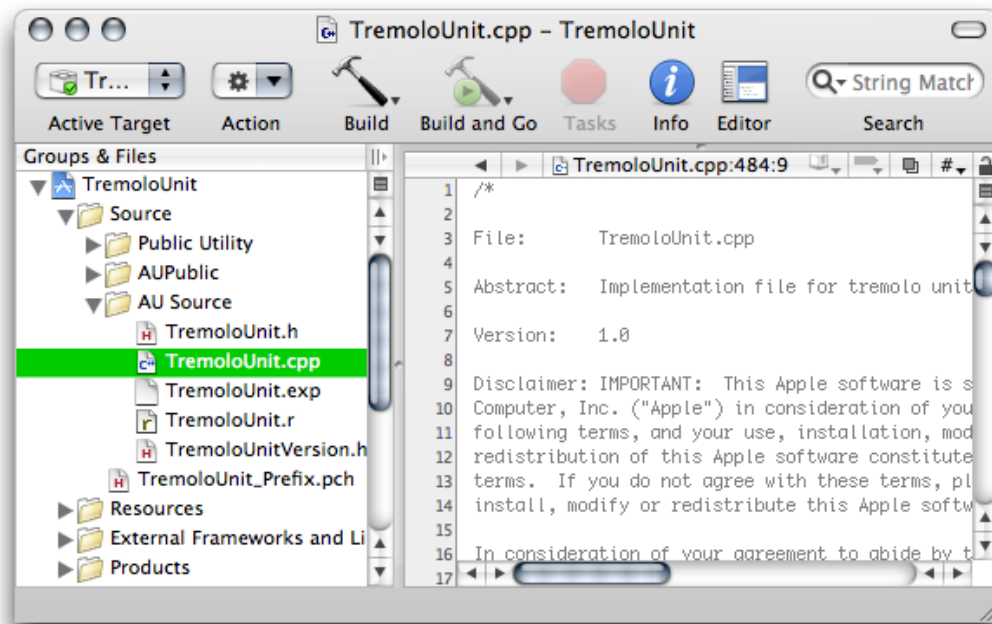 TremoloUnit.cpp – TremoloUnit
Tr...
String Match
Active Target
Action
Build
Build and Go
Tasks
Info
Editor
Search
Groups & Files
TremoloUnit
Source
Public Utility
AUPublic
AU Source
TremoloUnit.h
TremoloUnit.cpp
TremoloUnit.exp
TremoloUnit.r
TremoloUnitVersion.h
TremoloUnit_Prefix.pch
Resources
External Frameworks and Li
Products
TremoloUnit.cpp:484:9
#
1 /*
2
3 File: TremoloUnit.cpp
4
5 Abstract: Implementation file for tremolo unit
6
7 Version: 1.0
8
9 Disclaimer: IMPORTANT: This Apple software is s
10 Computer, Inc. ("Apple") in consideration of you
11 following terms, and your use, installation, mod
12 redistribution of this Apple software constitute
13 terms. If you do not agree with these terms, pl
14 install, modify or redistribute this Apple softw
15
16 In consideration of your agreement to abide by t
17